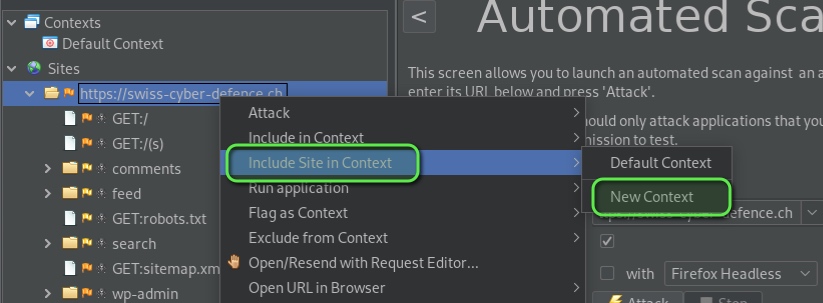 Contexts
Default Context
Sites
https://swiss-cyber-defence.ch
GET:/
GET:/(s)
comments
feed
GET:robots.txt
search
GET:sitemap.xm
wp-admin
Attack
Include in Context
Include Site in Context
Run application
Flag as Context
Exclude from Context
Open/Resend with Request Editor...
Open URL in Browser
Default Context
New Context
<
Automated Sca
This screen allows you to launch an automated scan against an a
enter its URL below and press 'Attack'.
ould only attack applications that you
mission to test.
defence.ch
with
Firefox Headless
Attack
Stop